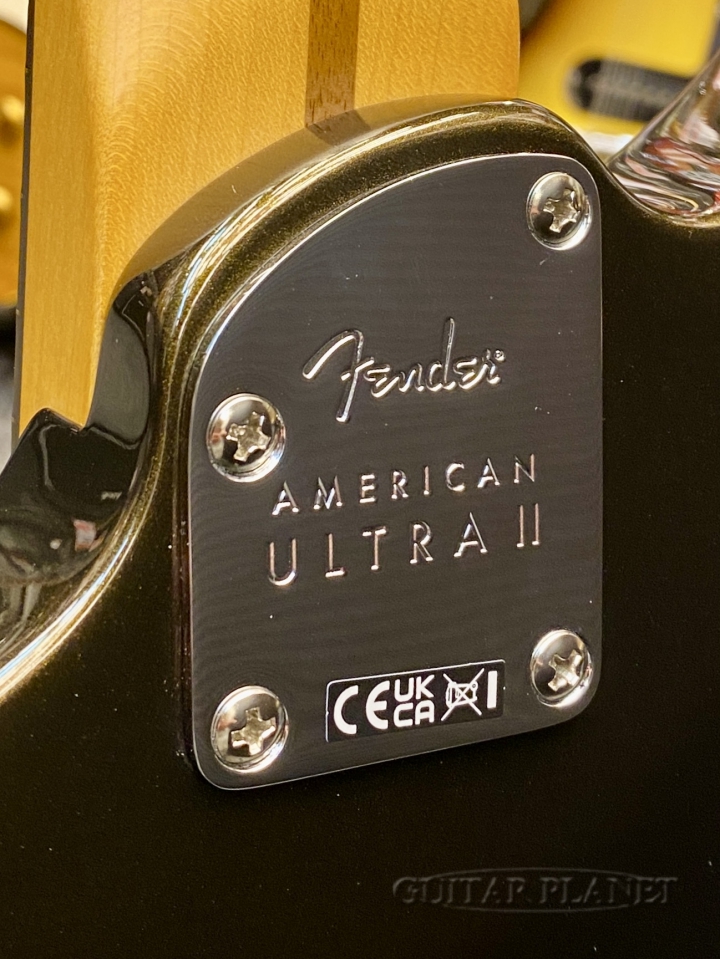 Fender®
AMERICAN
ULTRA II
CE UK CA
GUITAR PLANET